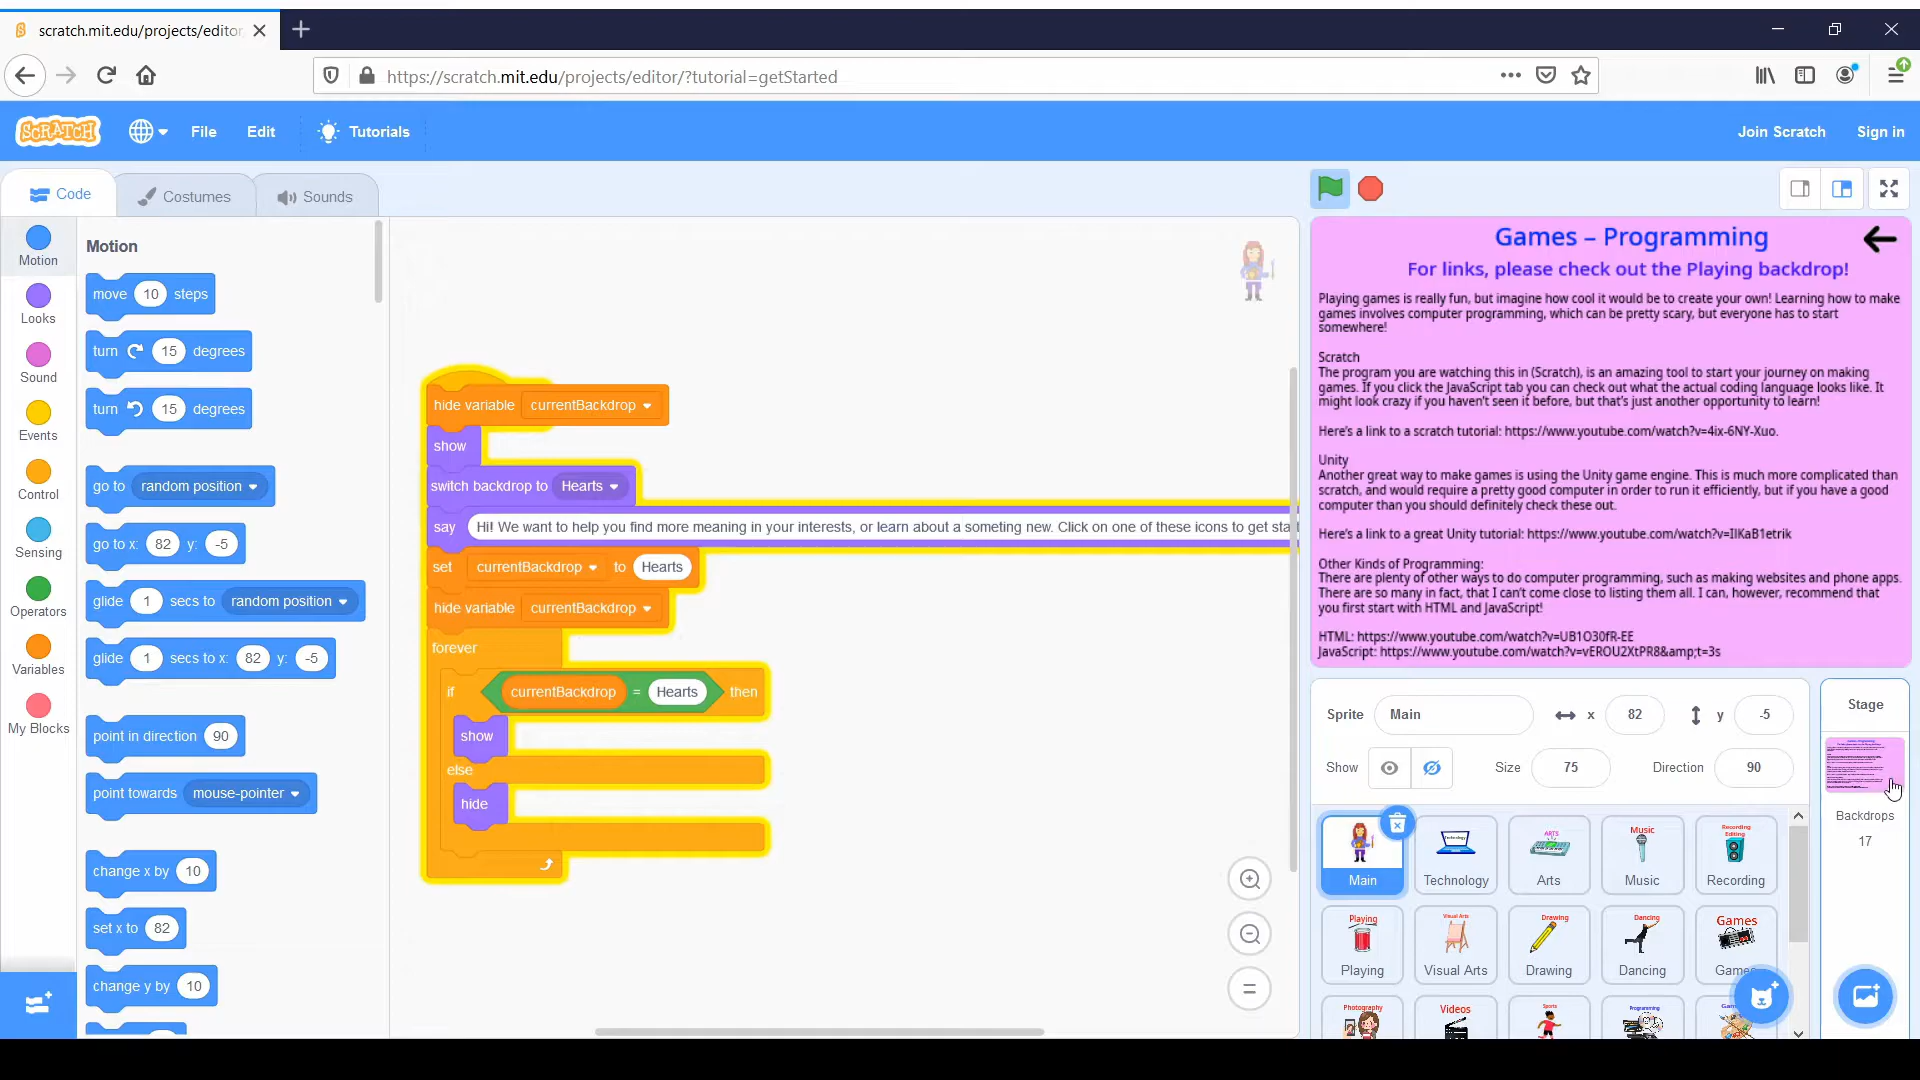 scratch.mit.edu/projects/editor
https://scratch.mit.edu/projects/editor/?tutorial=getStarted
SCRATCH
File
Edit
Tutorials
Join Scratch
Sign in
Code
Costumes
Sounds
Motion
Looks
Sound
Events
Control
Sensing
Operators
Variables
My Blocks
Motion
move 10 steps
turn 15 degrees
turn 15 degrees
go to random position
go to x: 82 y: -5
glide 1 secs to random position
glide 1 secs to x: 82 y: -5
point in direction 90
point towards mouse-pointer
change x by 10
set x to 82
change y by 10
hide variable currentBackdrop
show
switch backdrop to Hearts
say Hi! We want to help you find more meaning in your interests, or learn about a someting new. Click on one of these icons to get sta
set currentBackdrop to Hearts
hide variable currentBackdrop
forever
if currentBackdrop = Hearts then
show
else
hide
Games – Programming
For links, please check out the Playing backdrop!
Playing games is really fun, but imagine how cool it would be to create your own! Learning how to make
games involves computer programming, which can be pretty scary, but everyone has to start
somewhere!
Scratch
The program you are watching this in (Scratch), is an amazing tool to start your journey on making
games. If you click the JavaScript tab you can check out what the actual coding language looks like. It
might look crazy if you haven't seen it before, but that's just another opportunity to learn!
Here's a link to a scratch tutorial: https://www.youtube.com/watch?v=4ix-6NY-Xuo.
Unity
Another great way to make games is using the Unity game engine. This is much more complicated than
scratch, and would require a pretty good computer in order to run it efficiently, but if you have a good
computer than you should definitely check these out.
Here's a link to a great Unity tutorial: https://www.youtube.com/watch?v=IlKaB1etrik
Other Kinds of Programming:
There are plenty of other ways to do computer programming, such as making websites and phone apps.
There are so many in fact, that I can't come close to listing them all. I can, however, recommend that
you first start with HTML and JavaScript!
HTML: https://www.youtube.com/watch?v=UB1O30fR-EE
JavaScript: https://www.youtube.com/watch?v=vEROU2XtPR8&amp;t=3s
Sprite Main x 82 y -5
Show Size 75 Direction 90
Stage
Backdrops
17
Technology
ARTS
Music
Recording
Editing
Main
Technology
Arts
Music
Recording
Playing
Visual Arts
Drawing
Dancing
Games
Playing
Visual Arts
Drawing
Dancing
Games
Photography
Videos
Sports
Programming